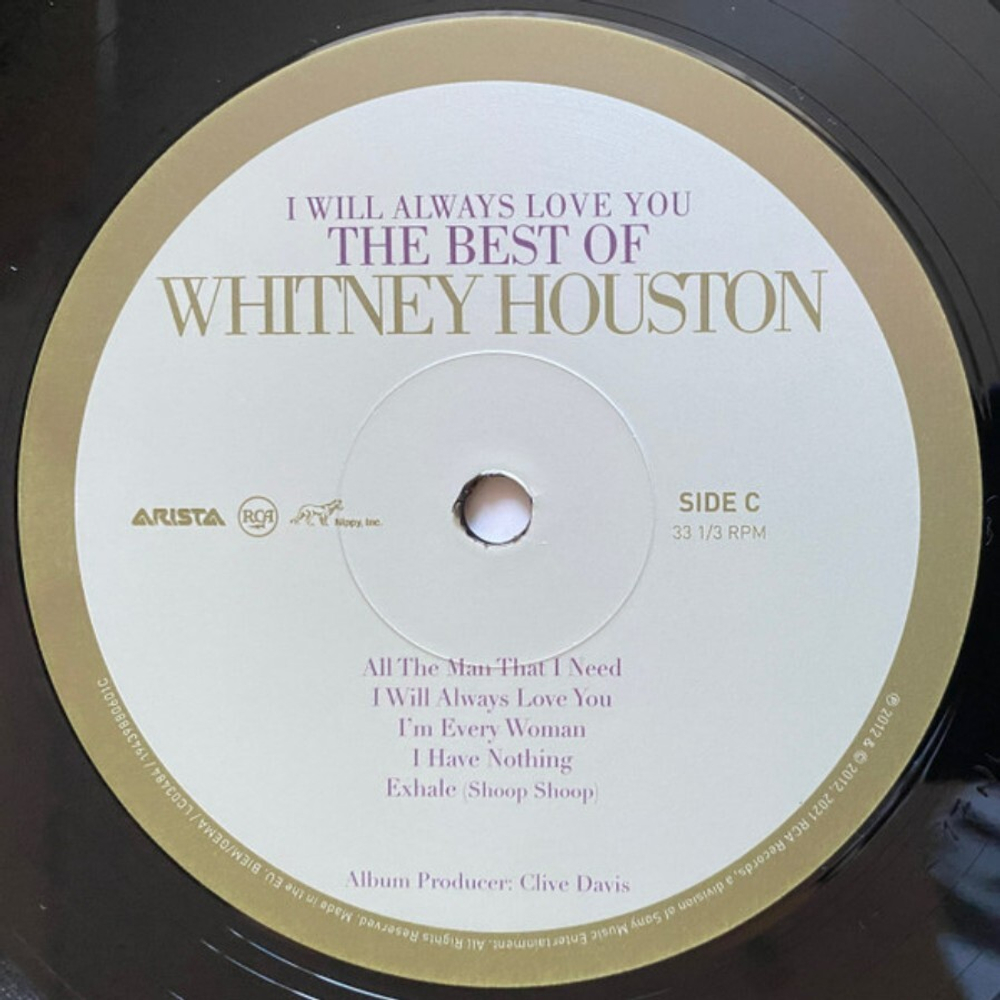 I WILL ALWAYS LOVE YOU
THE BEST OF
WHITNEY HOUSTON
ARISTA RCA Nippy, Inc.
SIDE C
33 1/3 RPM
All The Man That I Need
I Will Always Love You
I'm Every Woman
I Have Nothing
Exhale (Shoop Shoop)
Album Producer: Clive Davis
℗ 2012 & © 2012, 2021 RCA Records, a division of Sony Music Entertainment. All Rights Reserved. Made in the EU. BIEM/GEMA / LC03484 / 19439880601C